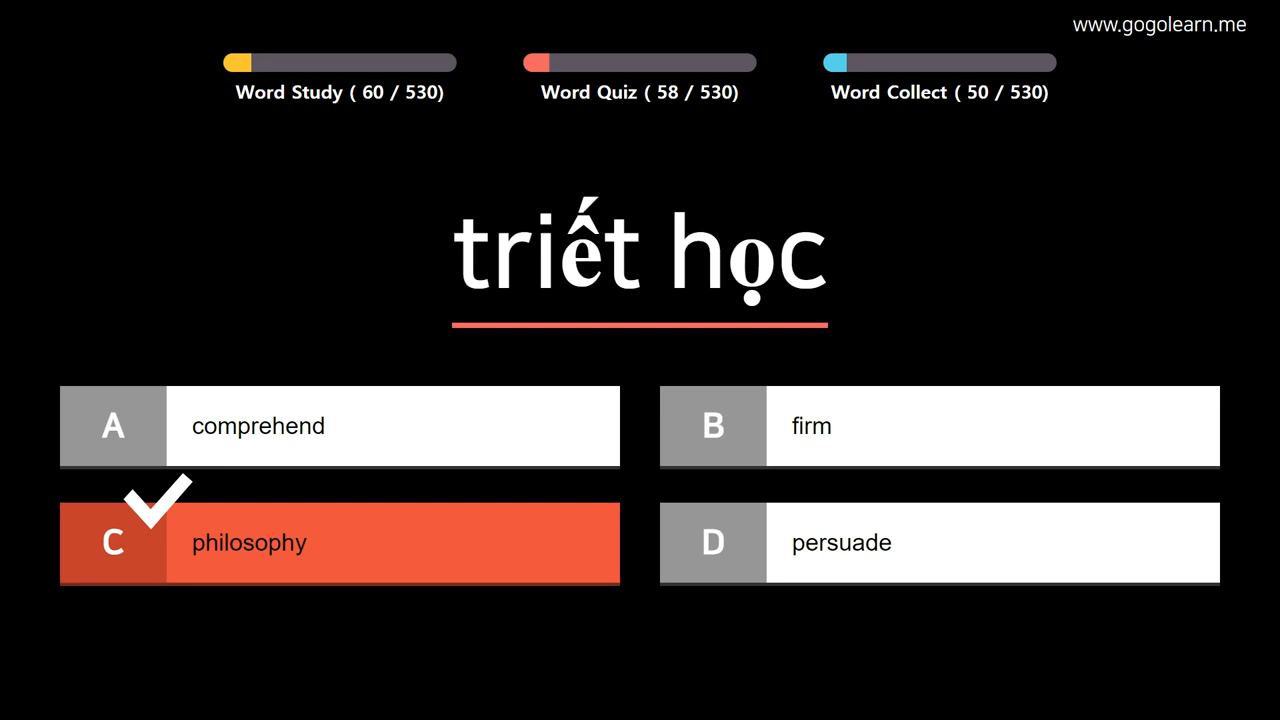 www.gogolearn.me
Word Study ( 60 / 530)
Word Quiz ( 58 / 530)
Word Collect ( 50 / 530)
triết học
A comprehend
B firm
C philosophy
D persuade